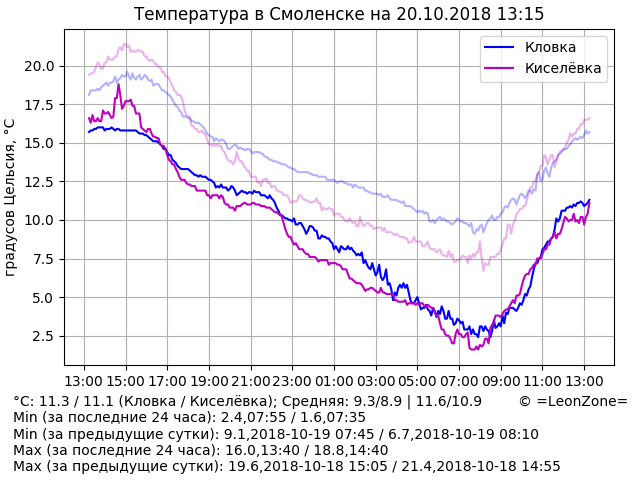 Температура в Смоленске на 20.10.2018 13:15
Кловка
Киселёвка
градусов Цельсия, °C
20.0
17.5
15.0
12.5
10.0
7.5
5.0
2.5
13:00 15:00 17:00 19:00 21:00 23:00 01:00 03:00 05:00 07:00 09:00 11:00 13:00
°C: 11.3 / 11.1 (Кловка / Киселёвка); Средняя: 9.3/8.9 | 11.6/10.9 © =LeonZone=
Min (за последние 24 часа): 2.4,07:55 / 1.6,07:35
Min (за предыдущие сутки): 9.1,2018-10-19 07:45 / 6.7,2018-10-19 08:10
Max (за последние 24 часа): 16.0,13:40 / 18.8,14:40
Max (за предыдущие сутки): 19.6,2018-10-18 15:05 / 21.4,2018-10-18 14:55